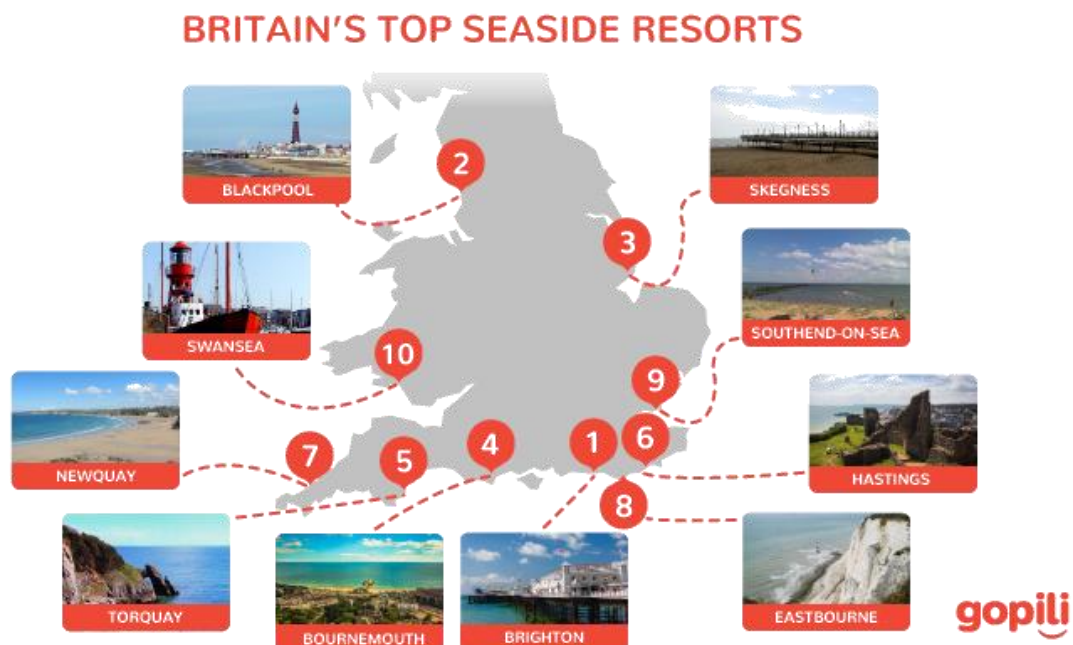 BRITAIN'S TOP SEASIDE RESORTS
BLACKPOOL
2
SKEGNESS
3
SWANSEA
10
SOUTHEND-ON-SEA
9
NEWQUAY
7
5
4
1
6
HASTINGS
8
TORQUAY
BOURNEMOUTH
BRIGHTON
EASTBOURNE
gopili